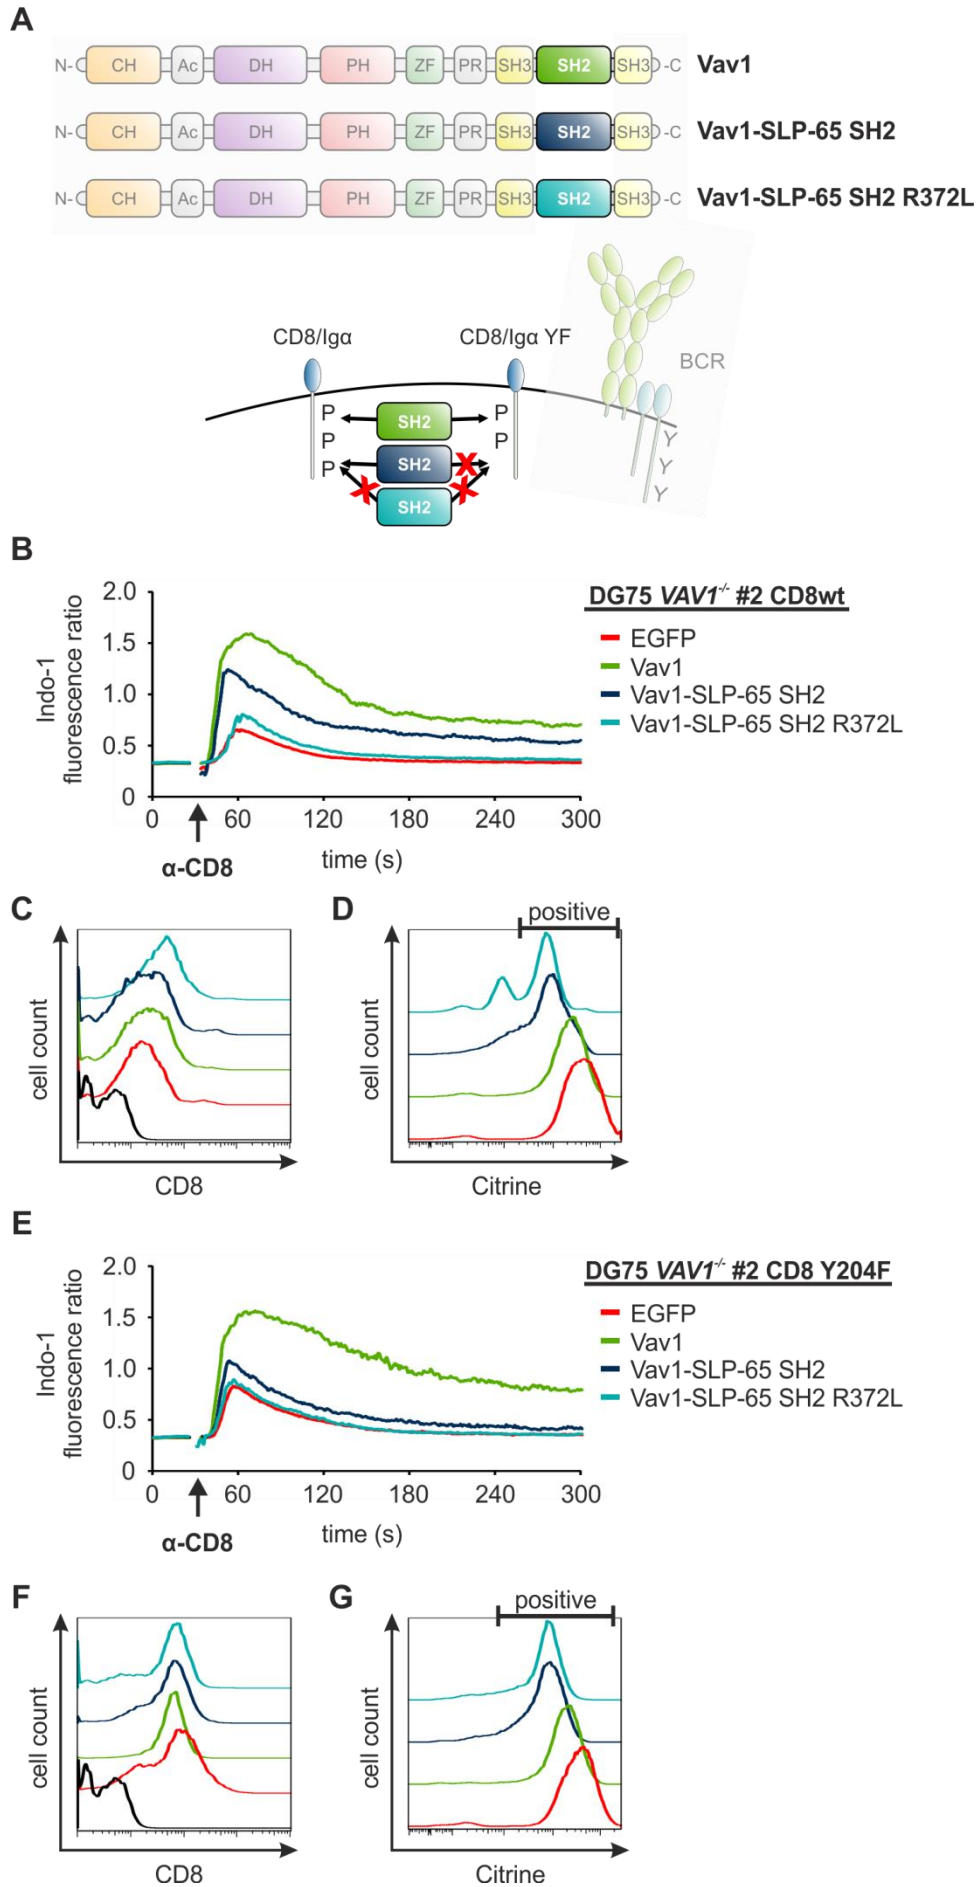 A
N- CH Ac DH PH ZF PR SH3 SH2 SH3 -C Vav1
N- CH Ac DH PH ZF PR SH3 SH2 SH3 -C Vav1-SLP-65 SH2
N- CH Ac DH PH ZF PR SH3 SH2 SH3 -C Vav1-SLP-65 SH2 R372L
CD8/Igα CD8/Igα YF
BCR
P SH2 P
P P
P SH2
SH2
Y
Y
Y
B
DG75 VAV1-/- #2 CD8wt
EGFP
Vav1
Vav1-SLP-65 SH2
Vav1-SLP-65 SH2 R372L
Indo-1
fluorescence ratio
2.0
1.5
1.0
0.5
0
0 60 120 180 240 300
α-CD8
time (s)
C
cell count
CD8
D
positive
cell count
Citrine
E
DG75 VAV1-/- #2 CD8 Y204F
EGFP
Vav1
Vav1-SLP-65 SH2
Vav1-SLP-65 SH2 R372L
Indo-1
fluorescence ratio
2.0
1.5
1.0
0.5
0
0 60 120 180 240 300
α-CD8
time (s)
F
cell count
CD8
G
positive
cell count
Citrine